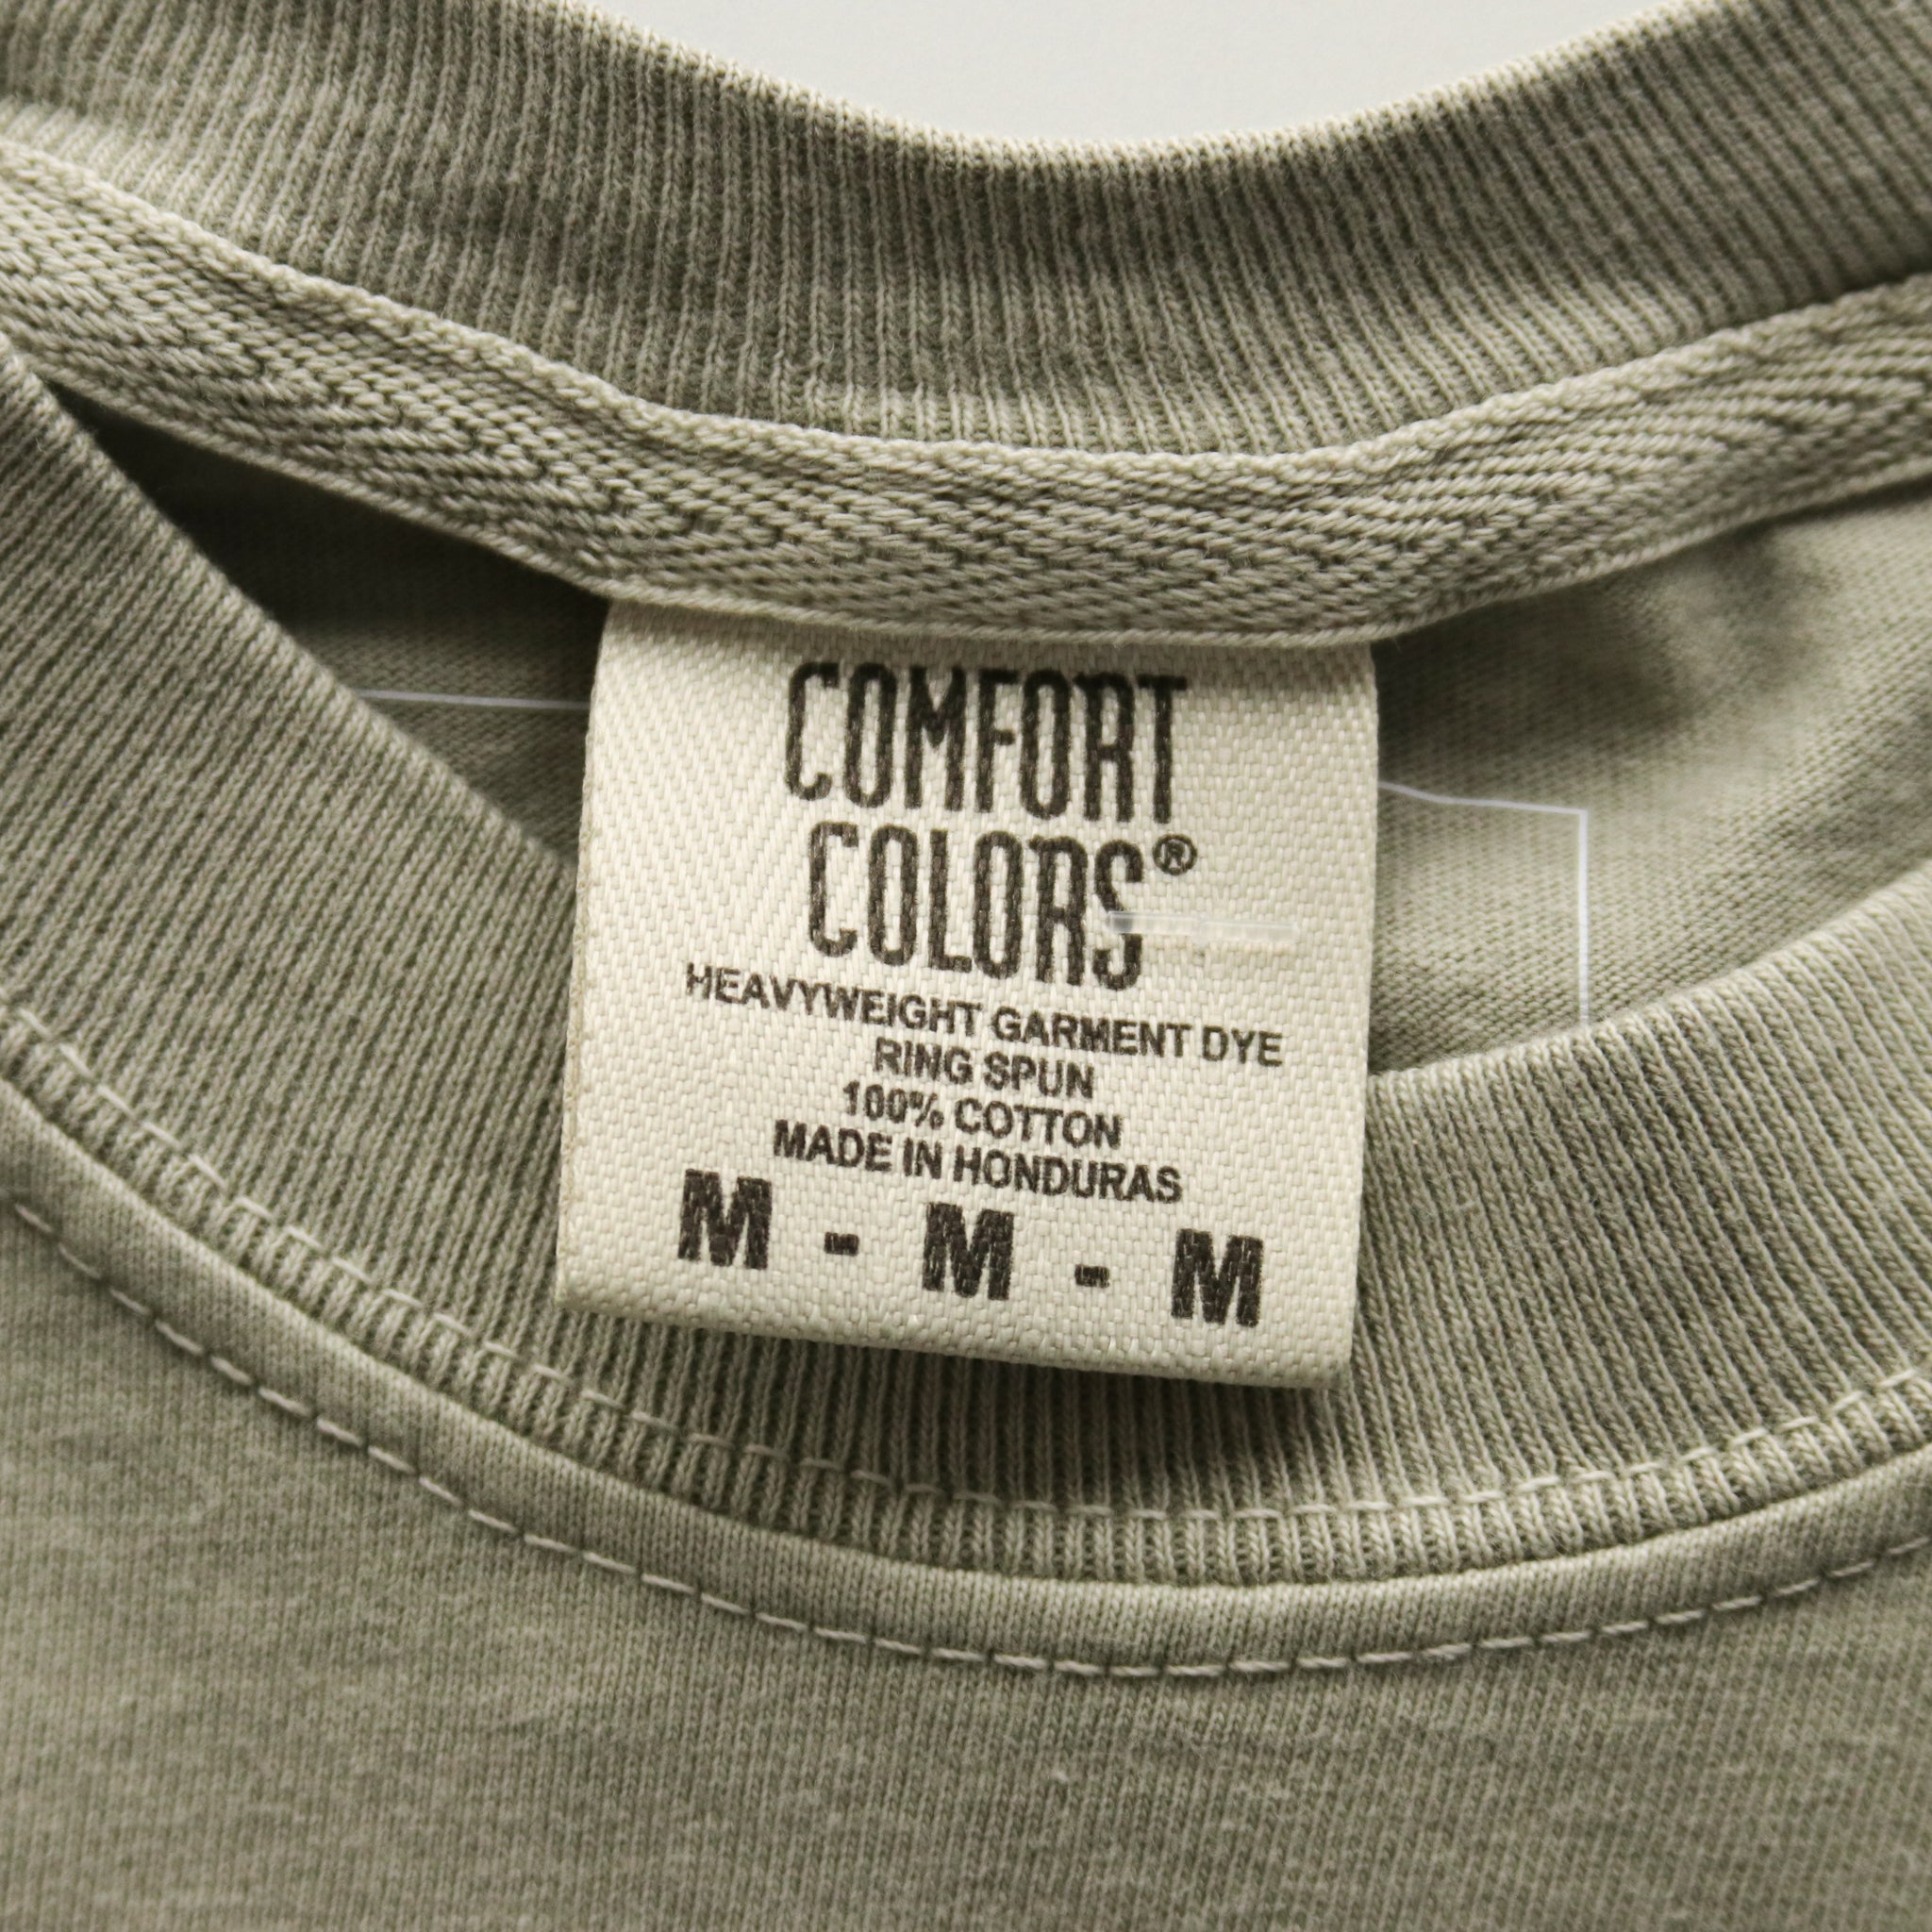 COMFORT
COLORS®
HEAVYWEIGHT GARMENT DYE
RING SPUN
100% COTTON
MADE IN HONDURAS
M - M - M